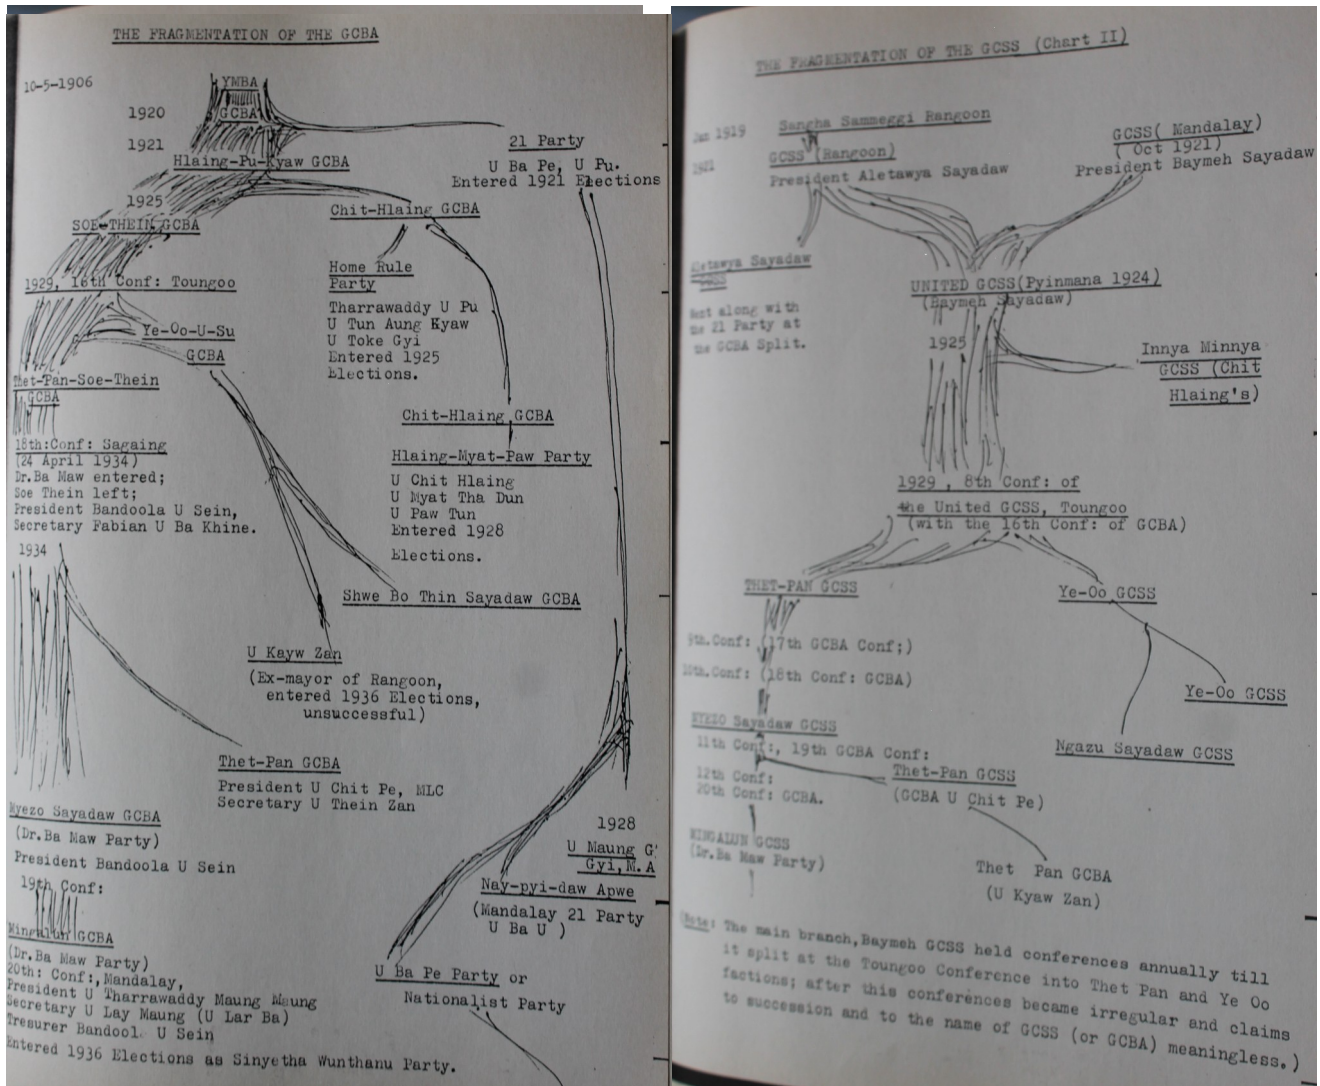 THE FRAGMENTATION OF THE GCBA
10-5-1906
YMBA
1920
GCBA
1921
21 Party
U Ba Pe, U Pu.
Entered 1921 Elections
Hlaing-Pu-Kyaw GCBA
1925
Chit-Hlaing GCBA
SOE-THEIN GCBA
Home Rule
Party
Tharrawaddy U Pu
U Tun Aung Kyaw
U Toke Gyi
Entered 1925
Elections.
1929, 16th Conf: Toungoo
Ye-Oo-U-Su
GCBA
Thet-Pan-Soe-Thein
GCBA
Chit-Hlaing GCBA
18th:Conf: Sagaing
(24 April 1934)
Dr.Ba Maw entered;
Soe Thein left;
President Bandoola U Sein,
Secretary Fabian U Ba Khine.
Hlaing-Myat-Paw Party
U Chit Hlaing
U Myat Tha Dun
U Paw Tun
Entered 1928
Elections.
1934
Shwe Bo Thin Sayadaw GCBA
U Kayw Zan
(Ex-mayor of Rangoon,
entered 1936 Elections,
unsuccessful)
Thet-Pan GCBA
President U Chit Pe, MLC
Secretary U Thein Zan
Nyezo Sayadaw GCBA
(Dr.Ba Maw Party)
President Bandoola U Sein
19th Conf:
1928
U Maung G
Gyi, M.A
Nay-pyi-daw Apwe
(Mandalay 21 Party
U Ba U )
Mingalun GCBA
(Dr.Ba Maw Party)
20th: Conf:,Mandalay,
President U Tharrawaddy Maung Maung
Secretary U Lay Maung (U Lar Ba)
Tresurer Bandool. U Sein
Entered 1936 Elections as Sinyetha Wunthanu Party.
U Ba Pe Party or
Nationalist Party
THE FRAGMENTATION OF THE GCSS (Chart II)
Jan 1919
Sangha Sammeggi Rangoon
1921
GCSS (Rangoon)
President Aletawya Sayadaw
GCSS( Mandalay)
( Oct 1921)
President Baymeh Sayadaw
Aletawya Sayadaw
GCSS
Went along with
the 21 Party at
the GCBA Split.
UNITED GCSS(Pyinmana 1924)
(Baymeh Sayadaw)
1925
Innya Minnya
GCSS (Chit
Hlaing's)
1929 , 8th Conf: of
the United GCSS, Toungoo
(with the 16th Conf: of GCBA)
THET-PAN GCSS
Ye-Oo GCSS
9th.Conf: (17th GCBA Conf;)
10th.Conf: (18th Conf: GCBA)
Ye-Oo GCSS
NYEZO Sayadaw GCSS
11th Conf:, 19th GCBA Conf:
Ngazu Sayadaw GCSS
12th Conf:
20th Conf: GCBA.
Thet-Pan GCSS
(GCBA U Chit Pe)
MINGALUN GCSS
(Dr.Ba Maw Party)
Thet Pan GCBA
(U Kyaw Zan)
(Note: The main branch,Baymeh GCSS held conferences annually till
it split at the Toungoo Conference into Thet Pan and Ye Oo
factions; after this conferences became irregular and claims
to succession and to the name of GCSS (or GCBA) meaningless.)